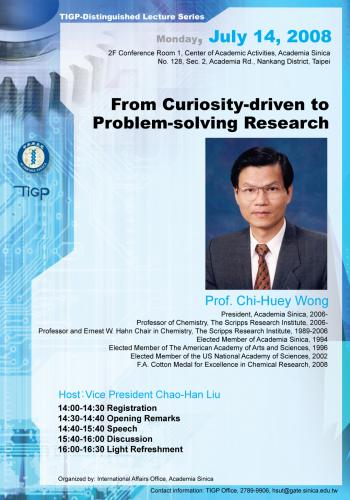 TIGP-Distinguished Lecture Series
Monday, July 14, 2008
2F Conference Room 1, Center of Academic Activities, Academia Sinica
No. 128, Sec. 2, Academia Rd., Nankang District, Taipei
From Curiosity-driven to
Problem-solving Research
TIGP
Prof. Chi-Huey Wong
President, Academia Sinica, 2006-
Professor of Chemistry, The Scripps Research Institute, 2006-
Professor and Ernest W. Hahn Chair in Chemistry, The Scripps Research Institute, 1989-2006
Elected Member of Academia Sinica, 1994
Elected Member of The American Academy of Arts and Sciences, 1996
Elected Member of the US National Academy of Sciences, 2002
F.A. Cotton Medal for Excellence in Chemical Research, 2008
Host:Vice President Chao-Han Liu
14:00-14:30 Registration
14:30-14:40 Opening Remarks
14:40-15:40 Speech
15:40-16:00 Discussion
16:00-16:30 Light Refreshment
Organized by: International Affairs Office, Academia Sinica
Contact information: TIGP Office, 2789-9906, hsut@gate.sinica.edu.tw